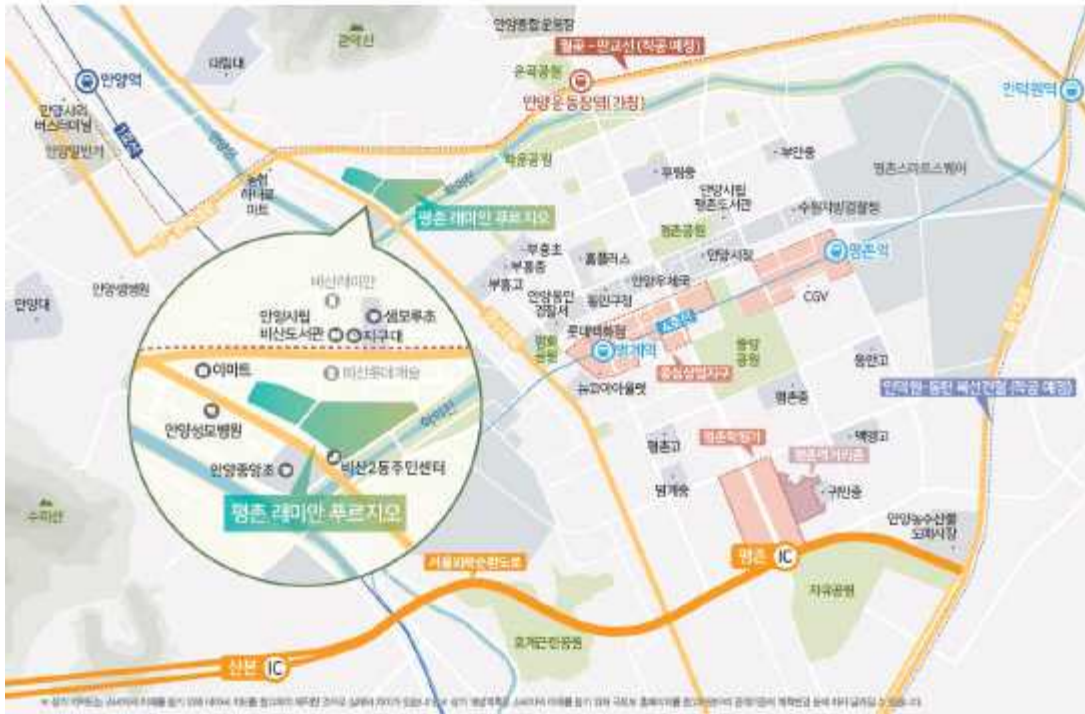 안양종합운동장
관악산
월곶 - 판교선 (착공 예정)
대림대
운곡공원
안양역
안양운동장역(가칭)
인덕원역
안양시외
버스터미널
1호선
안양일번가
안양천
학운공원
부안중
평촌스마트스퀘어
부림중
농협
하나로
마트
학의천
안양시립
평촌도서관
수원지방검찰청
평촌 래미안 푸르지오
평촌공원
부흥초
홈플러스
안양시청
평촌역
부흥중
부흥고
안양우체국
안양대
안양샘병원
비산래미안
안양동안
경찰서
동안구청
CGV
안양시립
비산도서관
샘모루초
지구대
롯데백화점
4호선
범계역
중앙
공원
중심상업지구
이마트
비산롯데캐슬
뉴코아아울렛
평촌중
인덕원-동탄 복선전철 (착공 예정)
학의천
안양성모병원
평촌고
평촌학원가
백영고
안양중앙초
비산2동주민센터
범계중
귀인중
수리산
평촌 래미안 푸르지오
안양농수산물
도매시장
서울외곽순환도로
평촌 IC
자유공원
호계근린공원
산본 IC